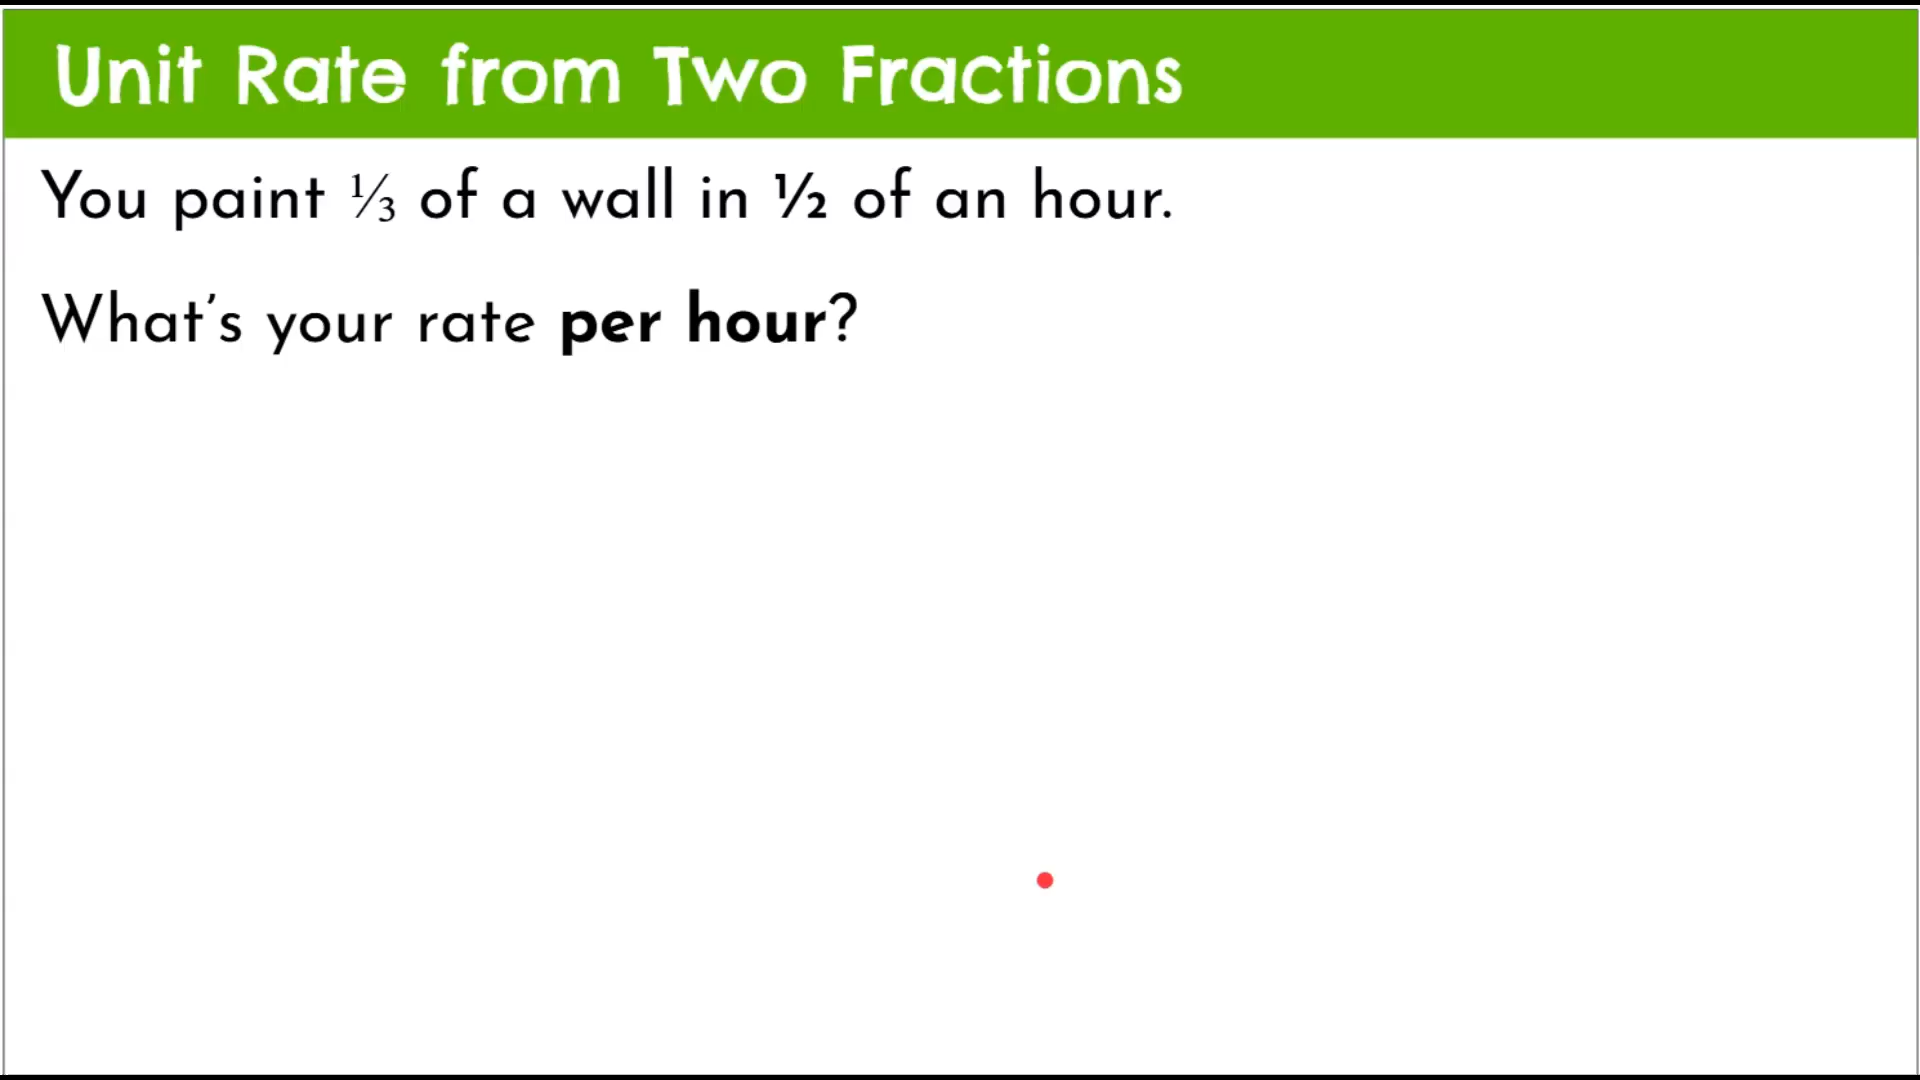 Unit Rate from Two Fractions
You paint ⅓ of a wall in ½ of an hour.
What’s your rate per hour?